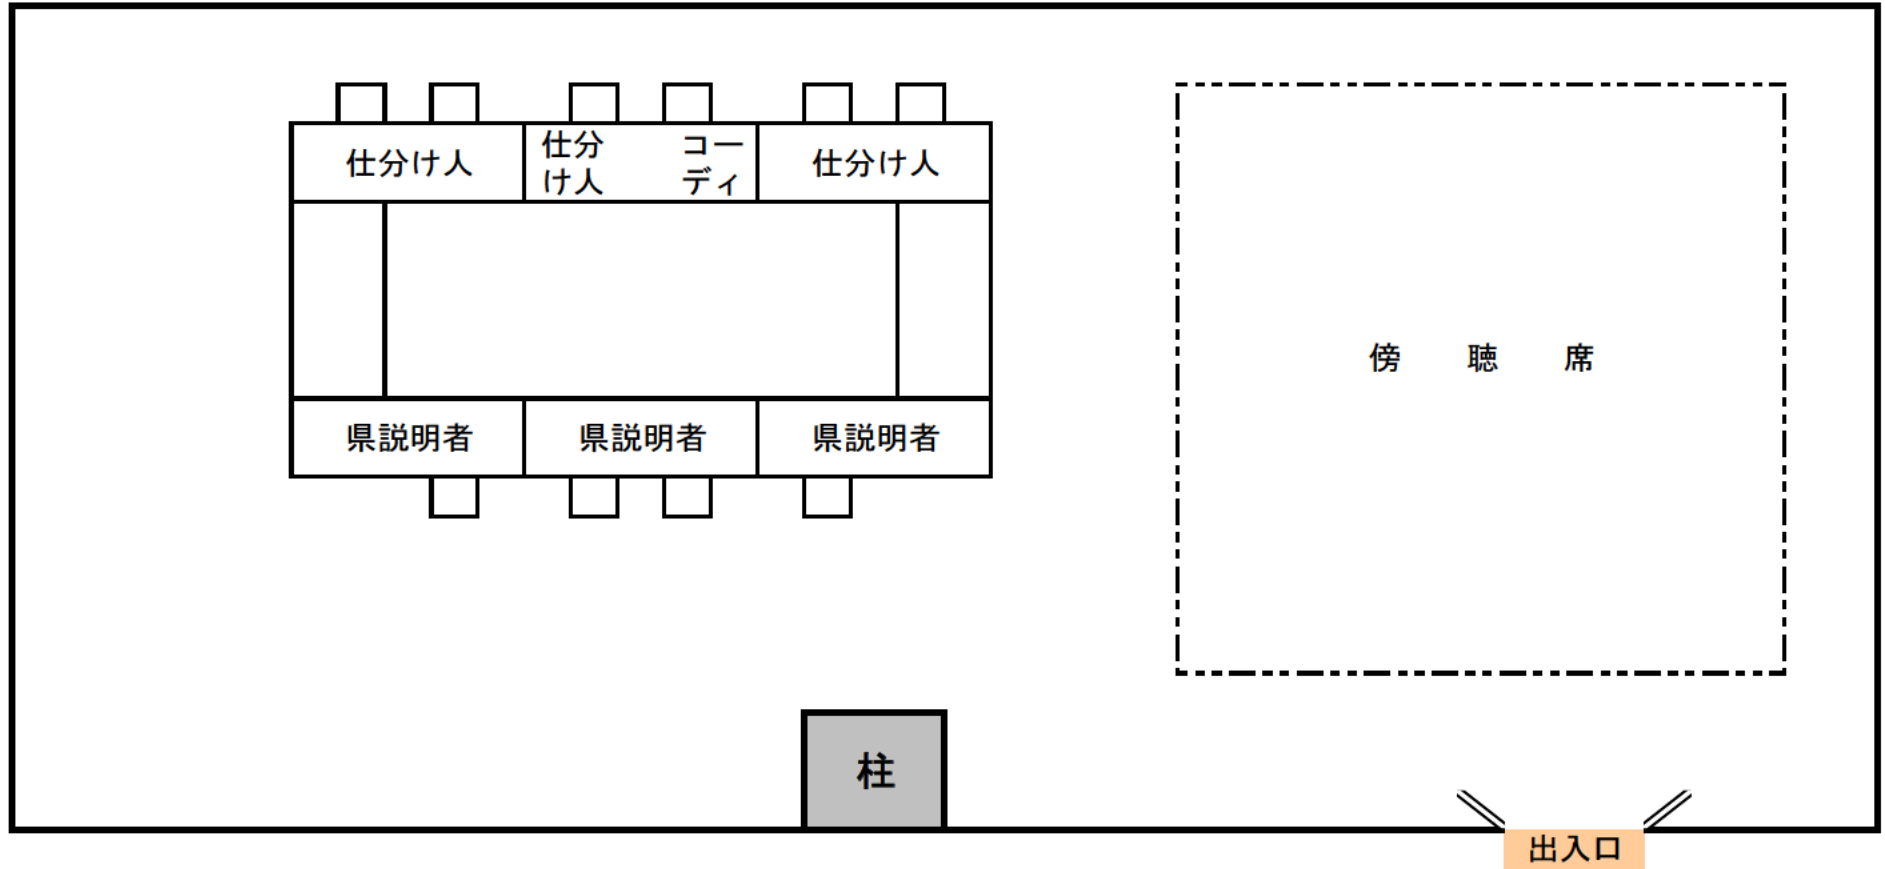 仕分け人
仕分
け人
コー
ディ
仕分け人
傍　聴　席
県説明者
県説明者
県説明者
柱
出入口